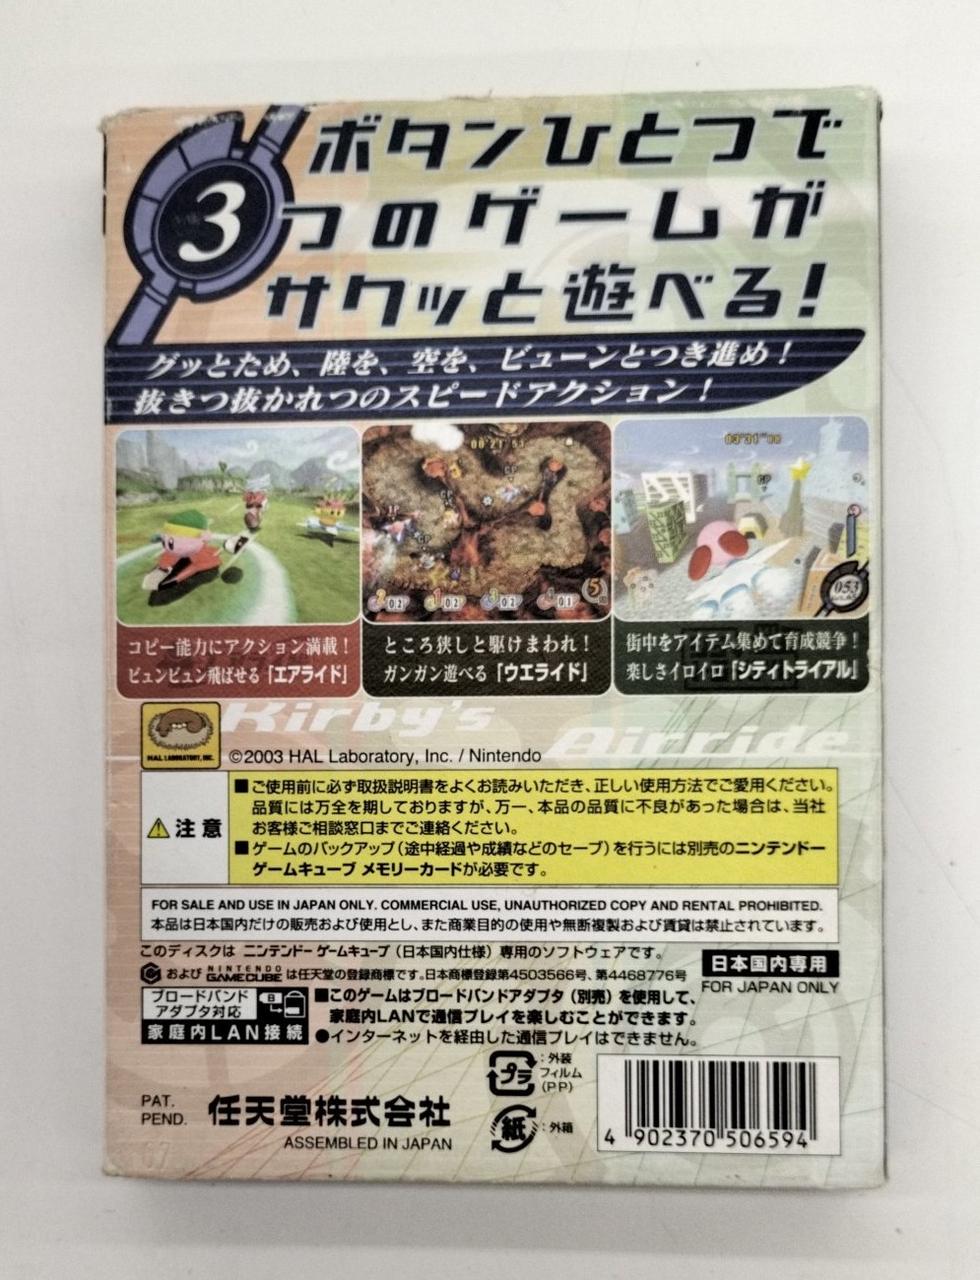 ボタンひとつで
3つのゲームが
サクッと遊べる!
グッとため、陸を、空を、ビューンとつき進め!
抜きつ抜かれつのスピードアクション!
00'21"51
03'31"00
CP
CP
CP
1P
CP
2 02
1 02
3 02
4 01
5
053
コピー能力にアクション満載!
ビュンビュン飛ばせる「エアライド」
ところ狭しと駆けまわれ!
ガンガン遊べる「ウエライド」
街中をアイテム集めて育成競争!
楽しさイロイロ「シティトライアル」
Kirby's
Airride
HAL LABORATORY, INC.
©2003 HAL Laboratory, Inc. / Nintendo
注意
■ご使用前に必ず取扱説明書をよくお読みいただき、正しい使用方法でご愛用ください。
品質には万全を期しておりますが、万一、本品の品質に不良があった場合は、当社
お客様ご相談窓口までご連絡ください。
■ゲームのバックアップ(途中経過や成績などのセーブ)を行うには別売のニンテンドー
ゲームキューブ メモリーカードが必要です。
FOR SALE AND USE IN JAPAN ONLY. COMMERCIAL USE, UNAUTHORIZED COPY AND RENTAL PROHIBITED.
本品は日本国内だけの販売および使用とし、また商業目的の使用や無断複製および賃貸は禁止されています。
このディスクは ニンテンドー ゲームキューブ(日本国内仕様)専用のソフトウェアです。
および NINTENDO GAMECUBE は任天堂の登録商標です。日本商標登録第4503566号、第4468776号
日本国内専用
FOR JAPAN ONLY
ブロードバンド
アダプタ対応
B
家庭内LAN接続
■このゲームはブロードバンドアダプタ(別売)を使用して、
家庭内LANで通信プレイを楽しむことができます。
●インターネットを経由した通信プレイはできません。
プラ
:外装
フィルム
(PP)
紙
:外箱
PAT.
PEND.
任天堂株式会社
ASSEMBLED IN JAPAN
4 902370 506594